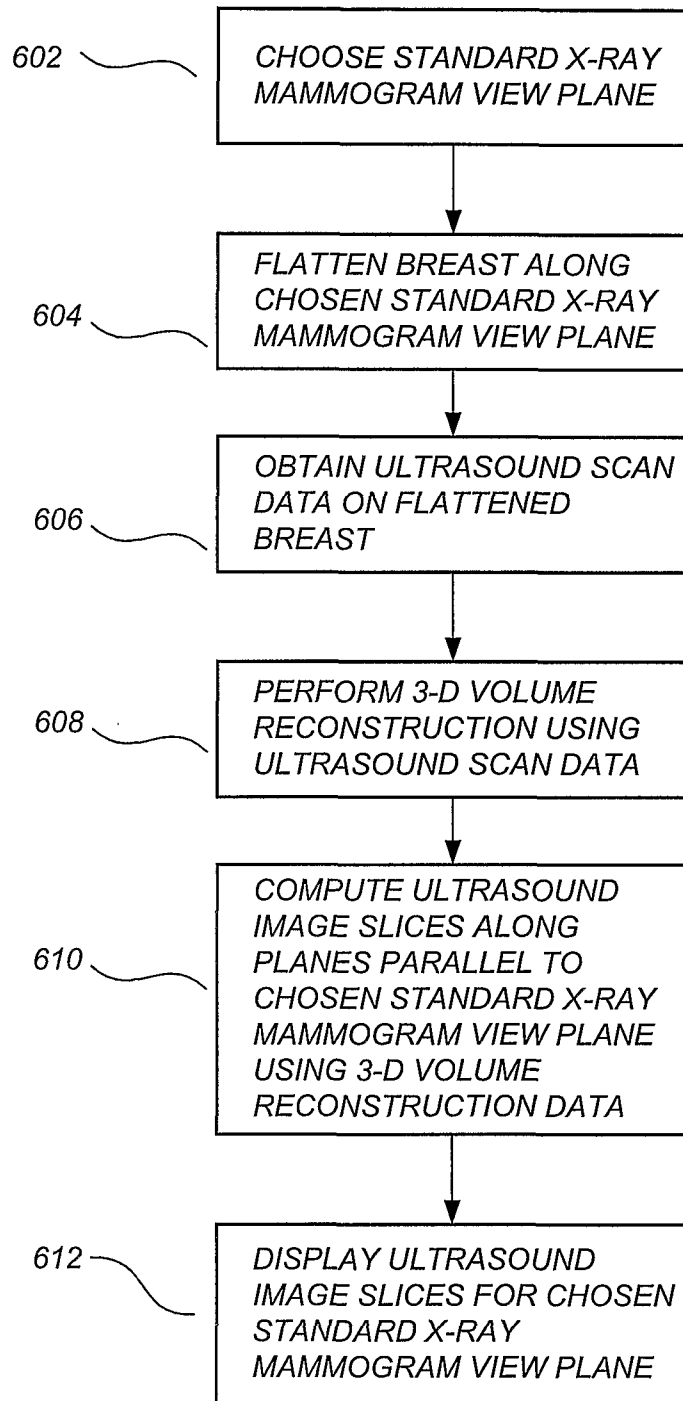 602
CHOOSE STANDARD X-RAY
MAMMOGRAM VIEW PLANE
604
FLATTEN BREAST ALONG
CHOSEN STANDARD X-RAY
MAMMOGRAM VIEW PLANE
606
OBTAIN ULTRASOUND SCAN
DATA ON FLATTENED
BREAST
608
PERFORM 3-D VOLUME
RECONSTRUCTION USING
ULTRASOUND SCAN DATA
610
COMPUTE ULTRASOUND
IMAGE SLICES ALONG
PLANES PARALLEL TO
CHOSEN STANDARD X-RAY
MAMMOGRAM VIEW PLANE
USING 3-D VOLUME
RECONSTRUCTION DATA
612
DISPLAY ULTRASOUND
IMAGE SLICES FOR CHOSEN
STANDARD X-RAY
MAMMOGRAM VIEW PLANE